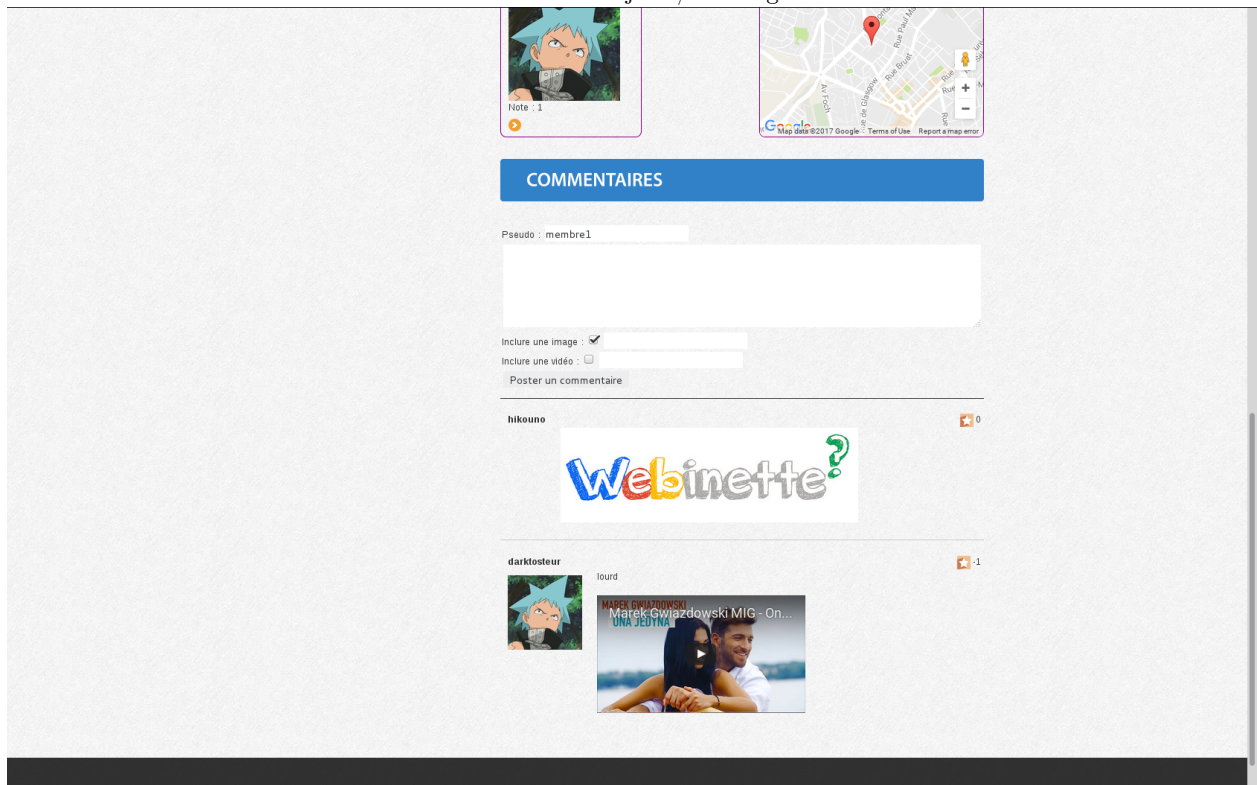 Note : 1
Rue Paul
Rue Bruat
Av Foch
de Glasgow
Rue
Google
Map data ©2017 Google Terms of Use Report a map error
COMMENTAIRES
Pseudo : membre1
Inclure une image :
Inclure une vidéo :
Poster un commentaire
hikouno
0
Webinette?
darktosteur
-1
lourd
MAREK GWIAZDOWSKI
Marek Gwiazdowski MIG - On...
ONA JEDYNA